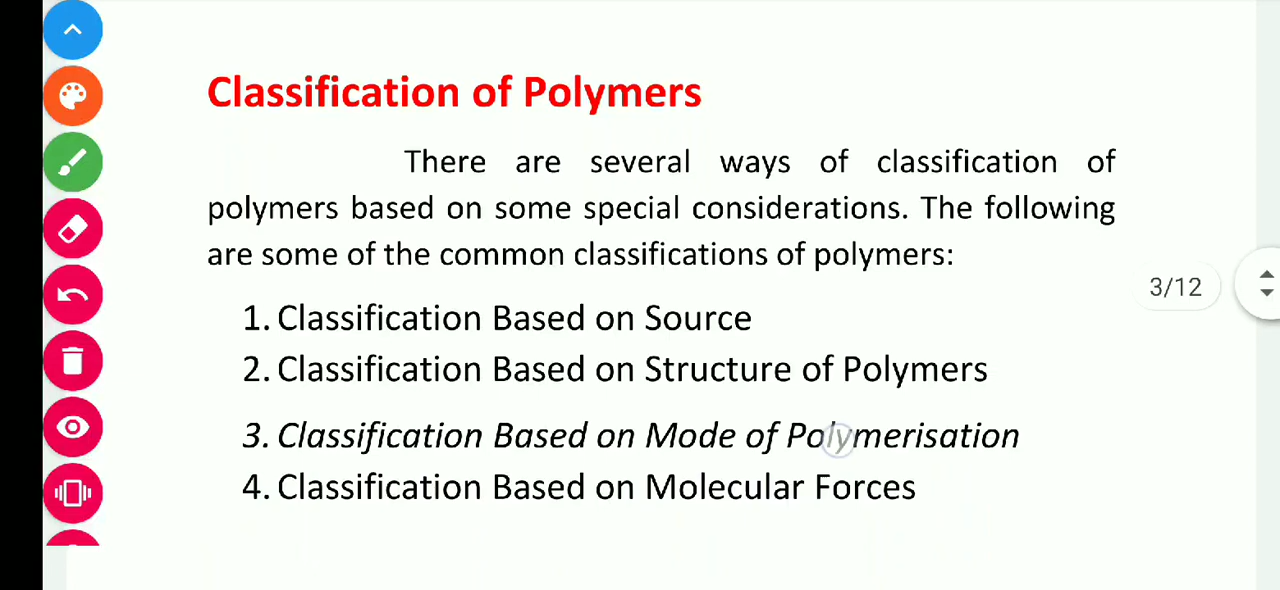 Classification of Polymers
There are several ways of classification of
polymers based on some special considerations. The following
are some of the common classifications of polymers:
3/12
1. Classification Based on Source
2. Classification Based on Structure of Polymers
3. Classification Based on Mode of Polymerisation
4. Classification Based on Molecular Forces